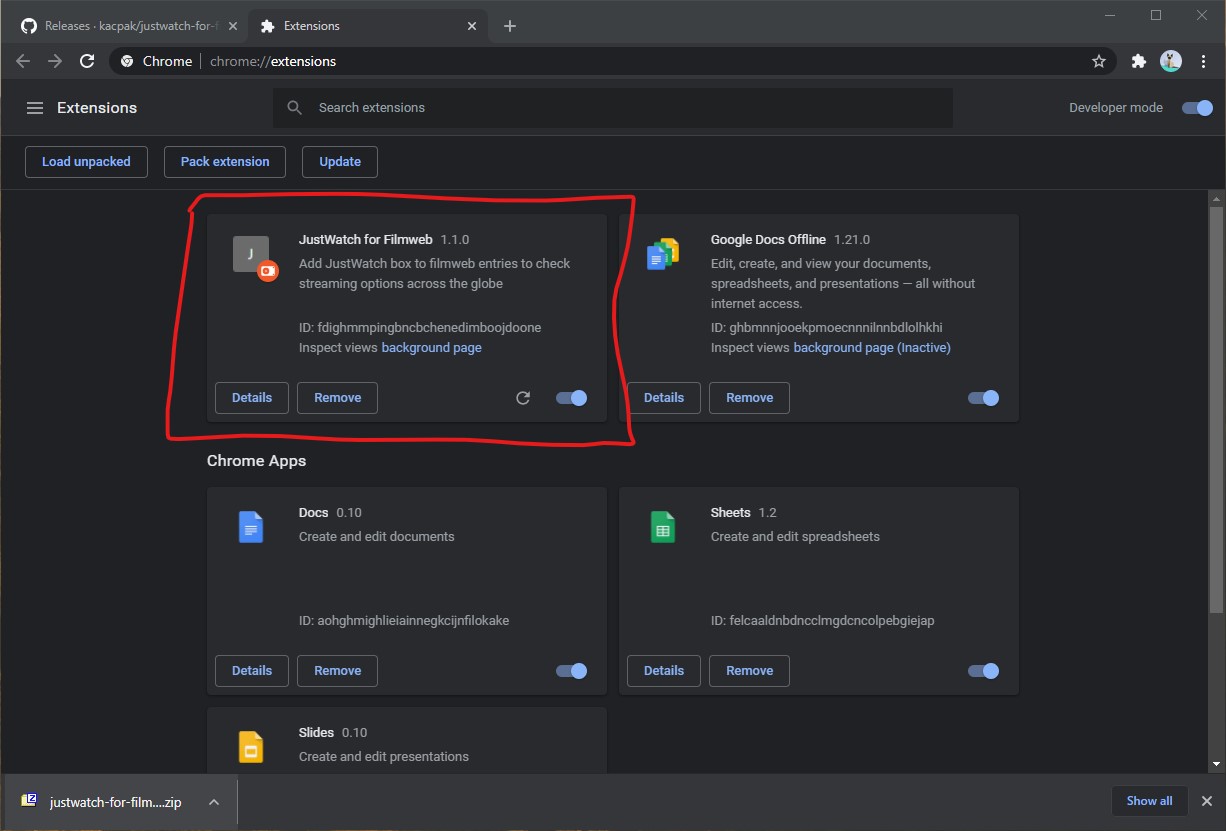 Releases · kacpak/justwatch-for-f
Extensions
Chrome
chrome://extensions
Extensions
Search extensions
Developer mode
Load unpacked
Pack extension
Update
JustWatch for Filmweb 1.1.0
Add JustWatch box to filmweb entries to check
streaming options across the globe
ID: fdighmmpingbncbchenedimboojdoone
Inspect views background page
Details
Remove
J
Google Docs Offline 1.21.0
Edit, create, and view your documents,
spreadsheets, and presentations — all without
internet access.
ID: ghbmnnjooekpmoecnnnilnnbdlolhkhi
Inspect views background page (Inactive)
Details
Remove
Chrome Apps
Docs 0.10
Create and edit documents
ID: aohghmighlieiainnegkcijnfilokake
Details
Remove
Sheets 1.2
Create and edit spreadsheets
ID: felcaaldnbdncclmgdcncolpebgiejap
Details
Remove
Slides 0.10
Create and edit presentations
justwatch-for-film....zip
Show all